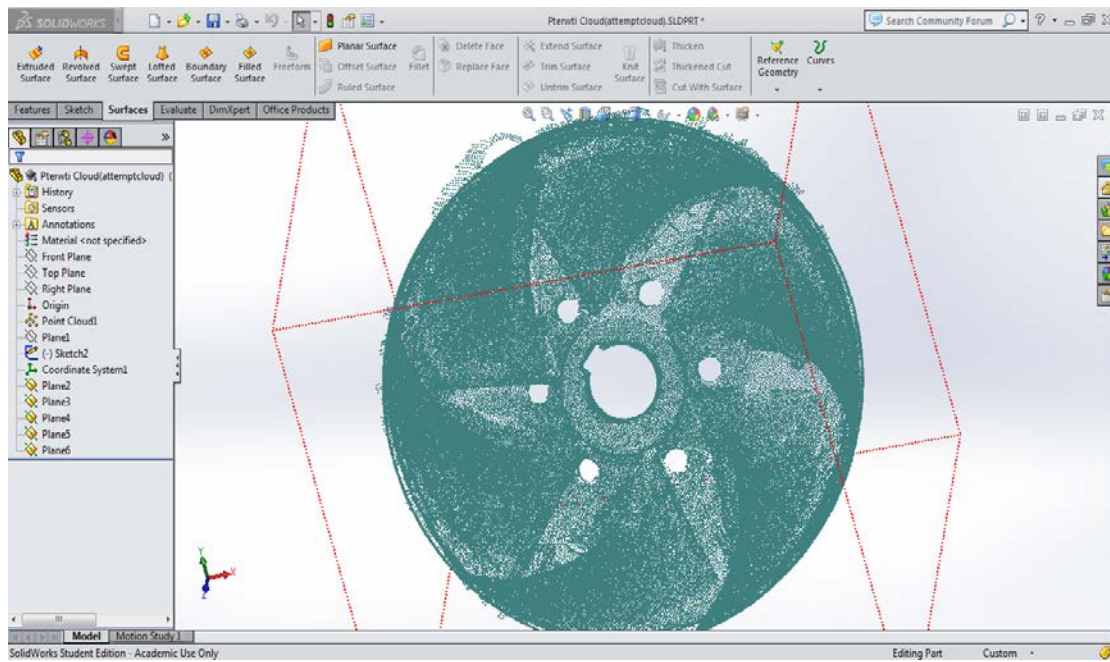 SOLIDWORKS
Pterwti Cloud(attemptcloud).SLDPRT *
Search Community Forum
Extruded Surface
Revolved Surface
Swept Surface
Lofted Surface
Boundary Surface
Filled Surface
Freeform
Planar Surface
Offset Surface
Ruled Surface
Fillet
Delete Face
Replace Face
Extend Surface
Trim Surface
Untrim Surface
Knit Surface
Thicken
Thickened Cut
Cut With Surface
Reference Geometry
Curves
Features Sketch Surfaces Evaluate DimXpert Office Products
Pterwti Cloud(attemptcloud) (
History
Sensors
Annotations
Material <not specified>
Front Plane
Top Plane
Right Plane
Origin
Point Cloud1
Plane1
(-) Sketch2
Coordinate System1
Plane2
Plane3
Plane4
Plane5
Plane6
Y
X
Z
Model Motion Study 1
SolidWorks Student Edition - Academic Use Only
Editing Part Custom